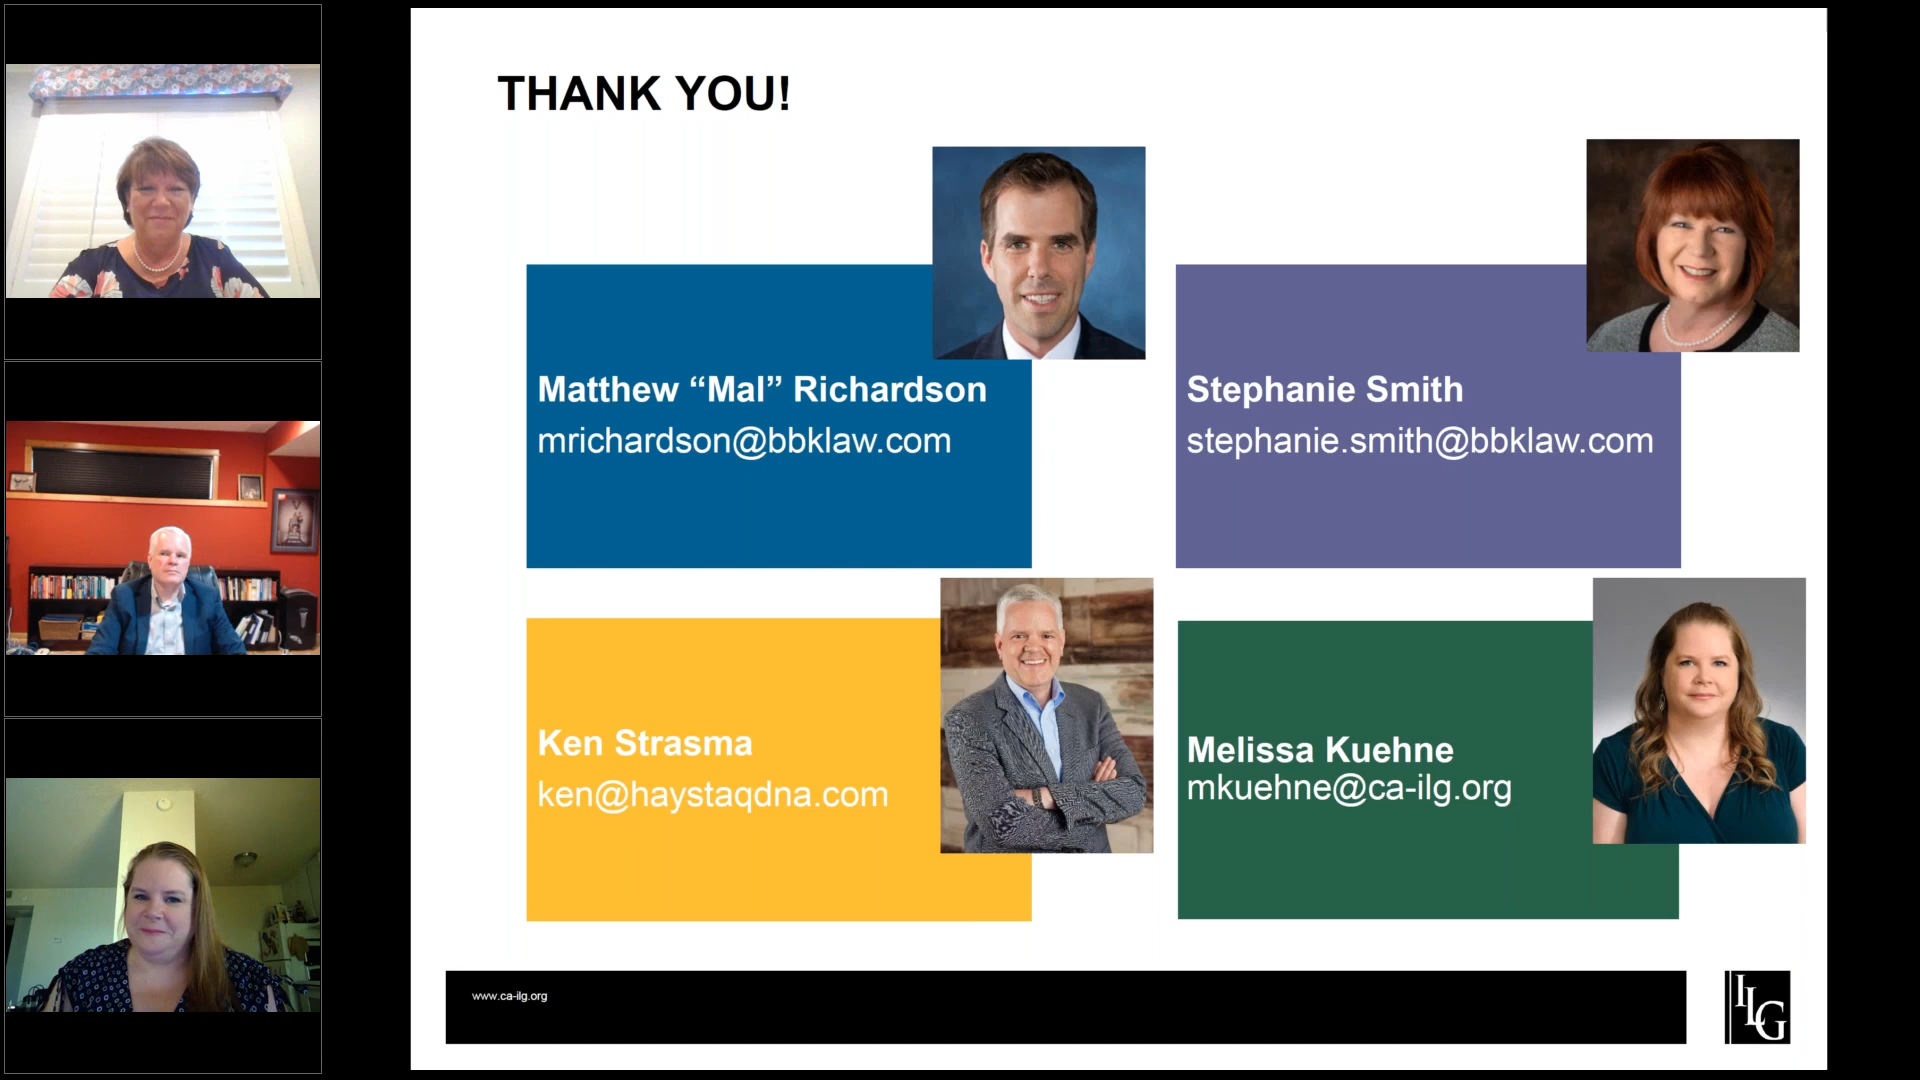 THANK YOU!
Matthew “Mal” Richardson
mrichardson@bbklaw.com
Stephanie Smith
stephanie.smith@bbklaw.com
Ken Strasma
ken@haystaqdna.com
Melissa Kuehne
mkuehne@ca-ilg.org
www.ca-ilg.org
ILG